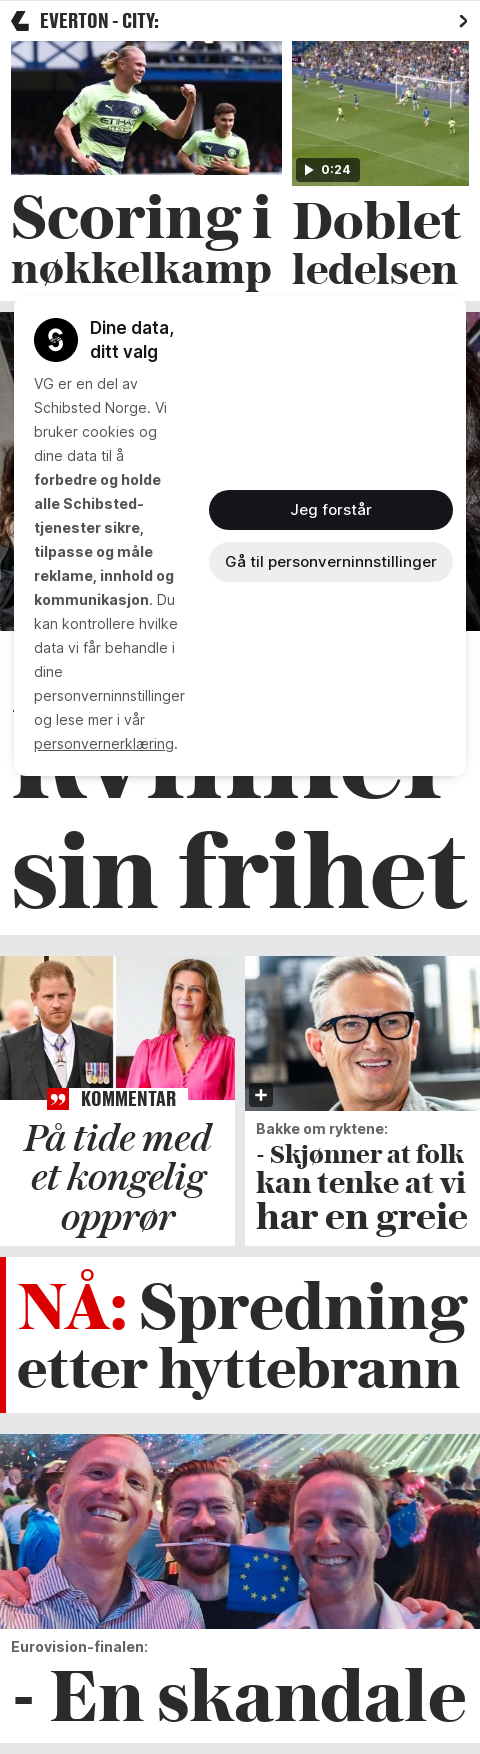 EVERTON - CITY:
0:24
Scoring i
nøkkelkamp
Doblet
ledelsen
Dine data,
ditt valg
VG er en del av
Schibsted Norge. Vi
bruker cookies og
dine data til å
forbedre og holde
alle Schibsted-
tjenester sikre,
tilpasse og måle
reklame, innhold og
kommunikasjon. Du
kan kontrollere hvilke
data vi får behandle i
dine
personverninnstillinger
og lese mer i vår
personvernerklæring.
Jeg forstår
Gå til personverninnstillinger
sin frihet
KOMMENTAR
På tide med
et kongelig
opprør
Bakke om ryktene:
- Skjønner at folk
kan tenke at vi
har en greie
NÅ: Spredning
etter hyttebrann
Eurovision-finalen:
- En skandale